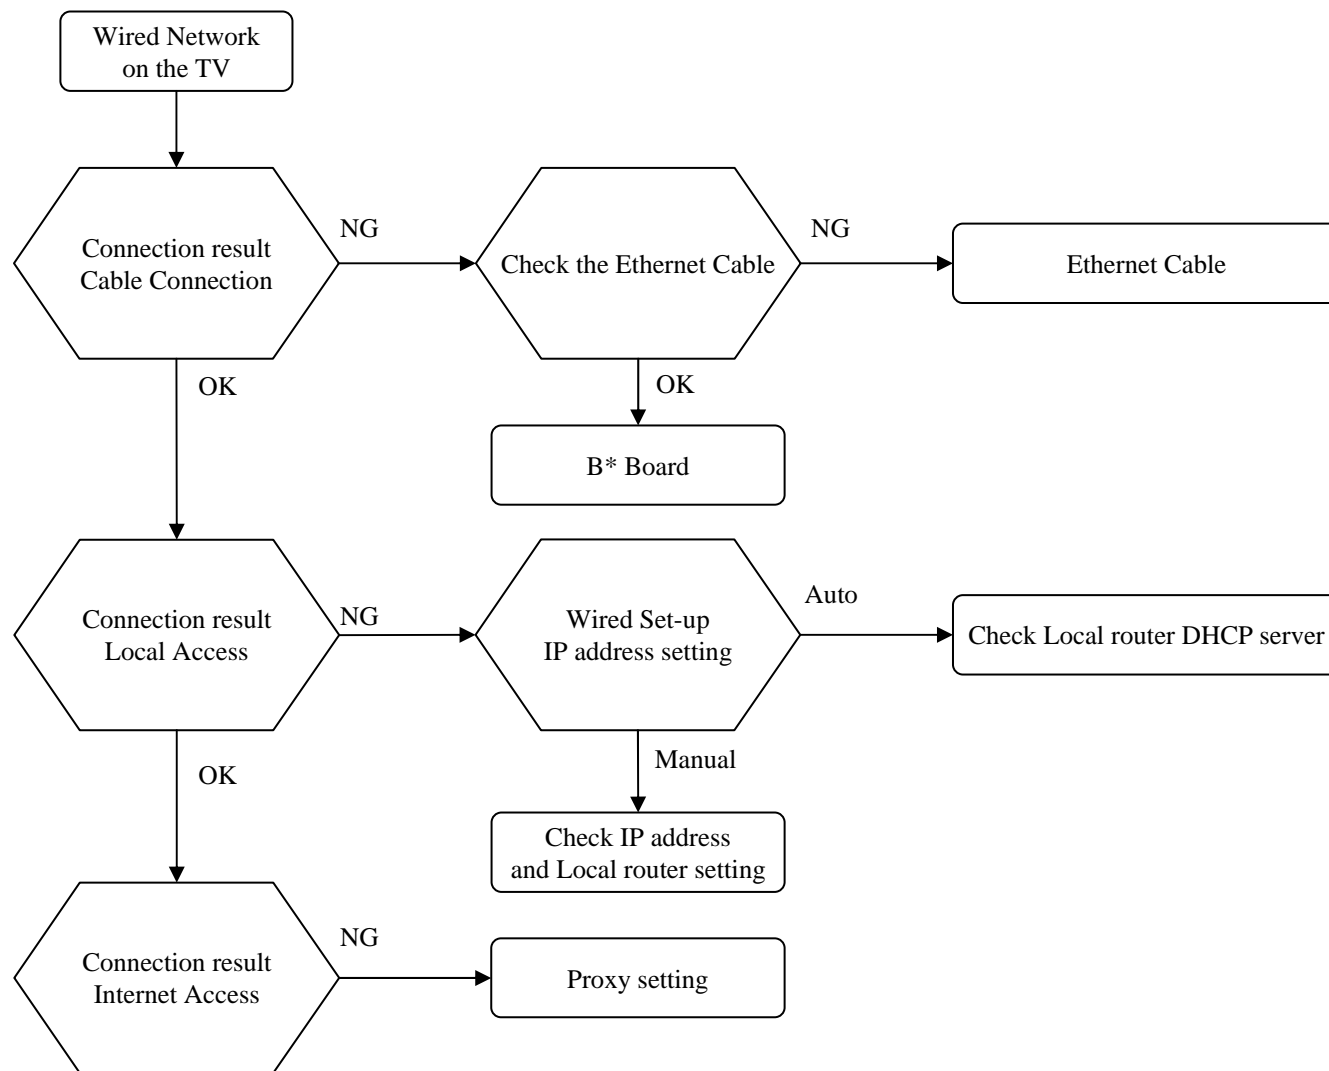 Wired Network
on the TV
Connection result
Cable Connection
NG
Check the Ethernet Cable
NG
Ethernet Cable
OK
OK
B* Board
Connection result
Local Access
NG
Wired Set-up
IP address setting
Auto
Check Local router DHCP server
OK
Manual
Check IP address
and Local router setting
Connection result
Internet Access
NG
Proxy setting